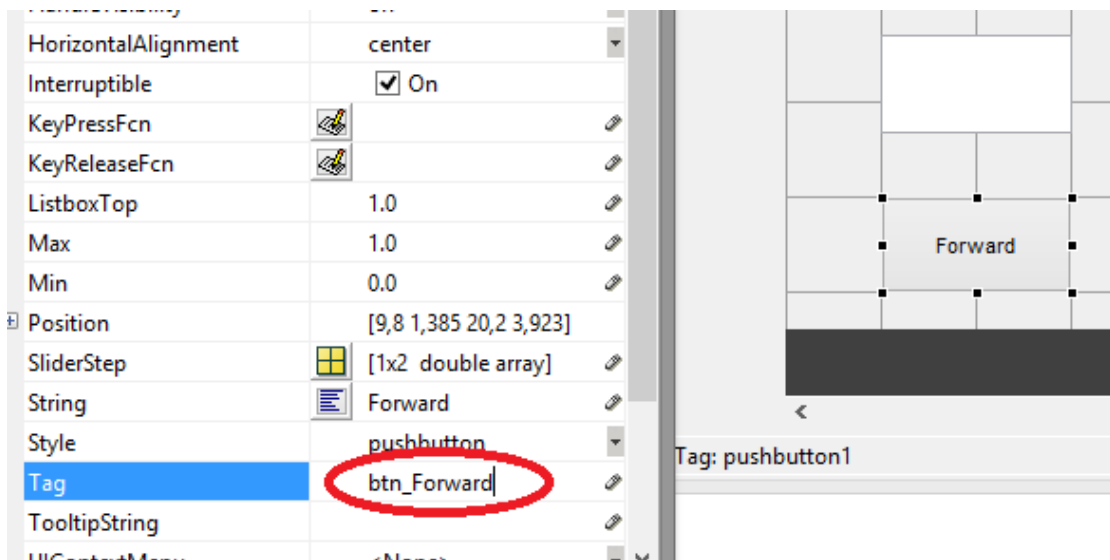 HorizontalAlignment center
Interruptible On
KeyPressFcn
KeyReleaseFcn
ListboxTop 1.0
Max 1.0
Min 0.0
Position [9,8 1,385 20,2 3,923]
SliderStep [1x2 double array]
String Forward
Style pushbutton
Tag btn_Forward
TooltipString
Forward
Tag: pushbutton1